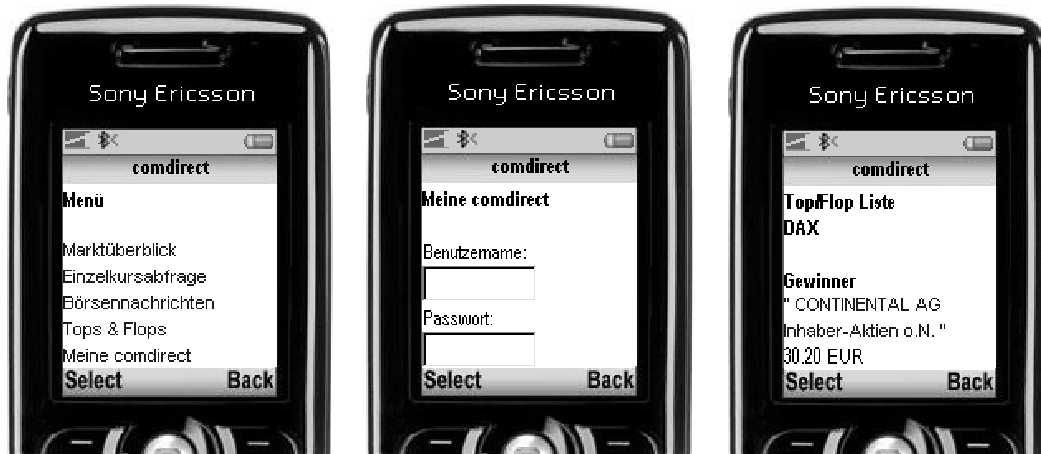 Sony Ericsson
comdirect
Menü
Marktüberblick
Einzelkursabfrage
Börsennachrichten
Tops & Flops
Meine comdirect
Select Back
Sony Ericsson
comdirect
Meine comdirect
Benutzername:
Passwort:
Select Back
Sony Ericsson
comdirect
Top/Flop Liste
DAX
Gewinner
" CONTINENTAL AG
Inhaber-Aktien o.N. "
30.20 EUR
Select Back